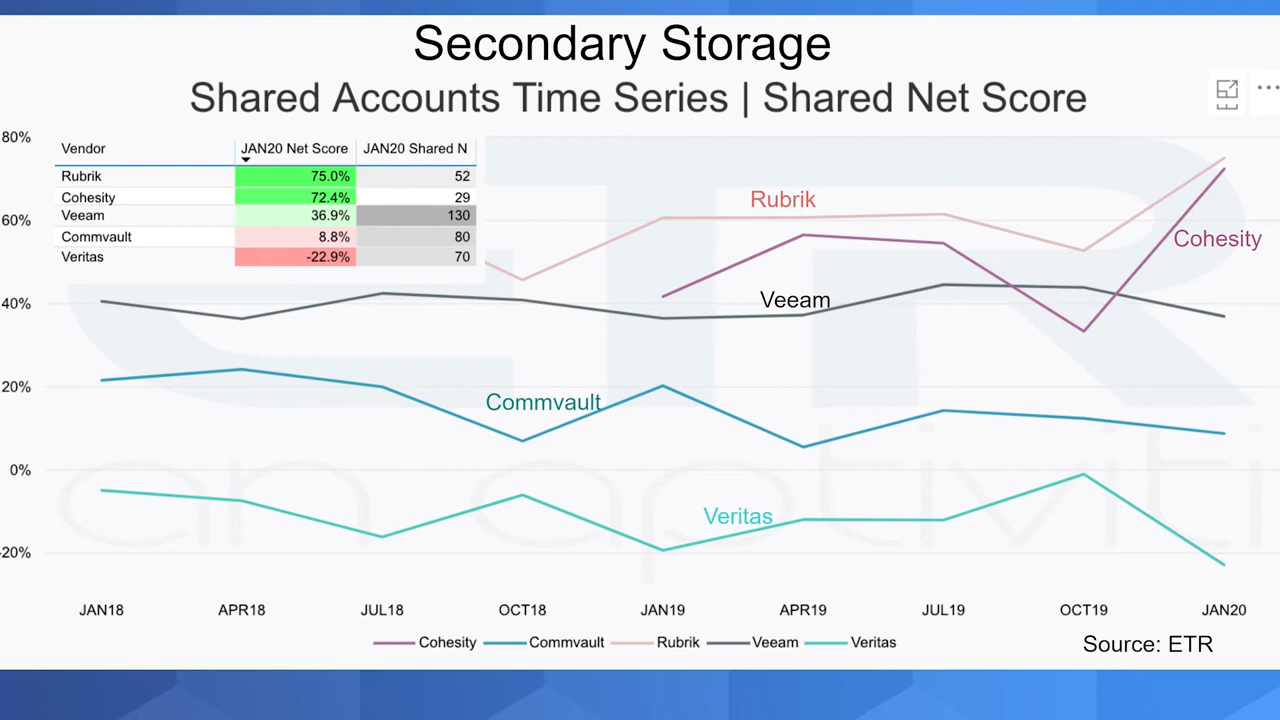 Secondary Storage
Shared Accounts Time Series | Shared Net Score
80%
Vendor JAN20 Net Score JAN20 Shared N
Rubrik 75.0% 52
Cohesity 72.4% 29
Veeam 36.9% 130
Commvault 8.8% 80
Veritas -22.9% 70
60%
Rubrik
Cohesity
40%
Veeam
20%
Commvault
0%
an aptiviti
Veritas
-20%
JAN18 APR18 JUL18 OCT18 JAN19 APR19 JUL19 OCT19 JAN20
Cohesity Commvault Rubrik Veeam Veritas
Source: ETR
ETR